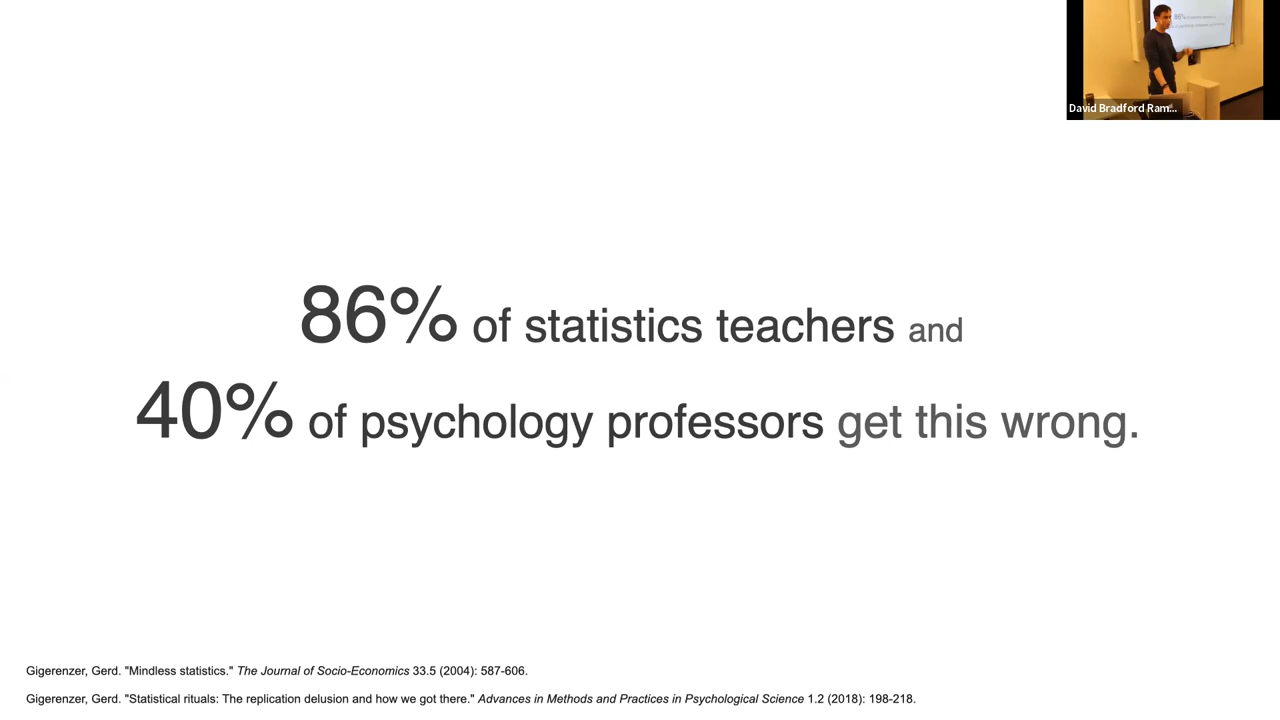 86% of statistics teachers and
40% of psychology professors get this wrong.
David Bradford Ram...
Gigerenzer, Gerd. "Mindless statistics." The Journal of Socio-Economics 33.5 (2004): 587-606.
Gigerenzer, Gerd. "Statistical rituals: The replication delusion and how we got there." Advances in Methods and Practices in Psychological Science 1.2 (2018): 198-218.